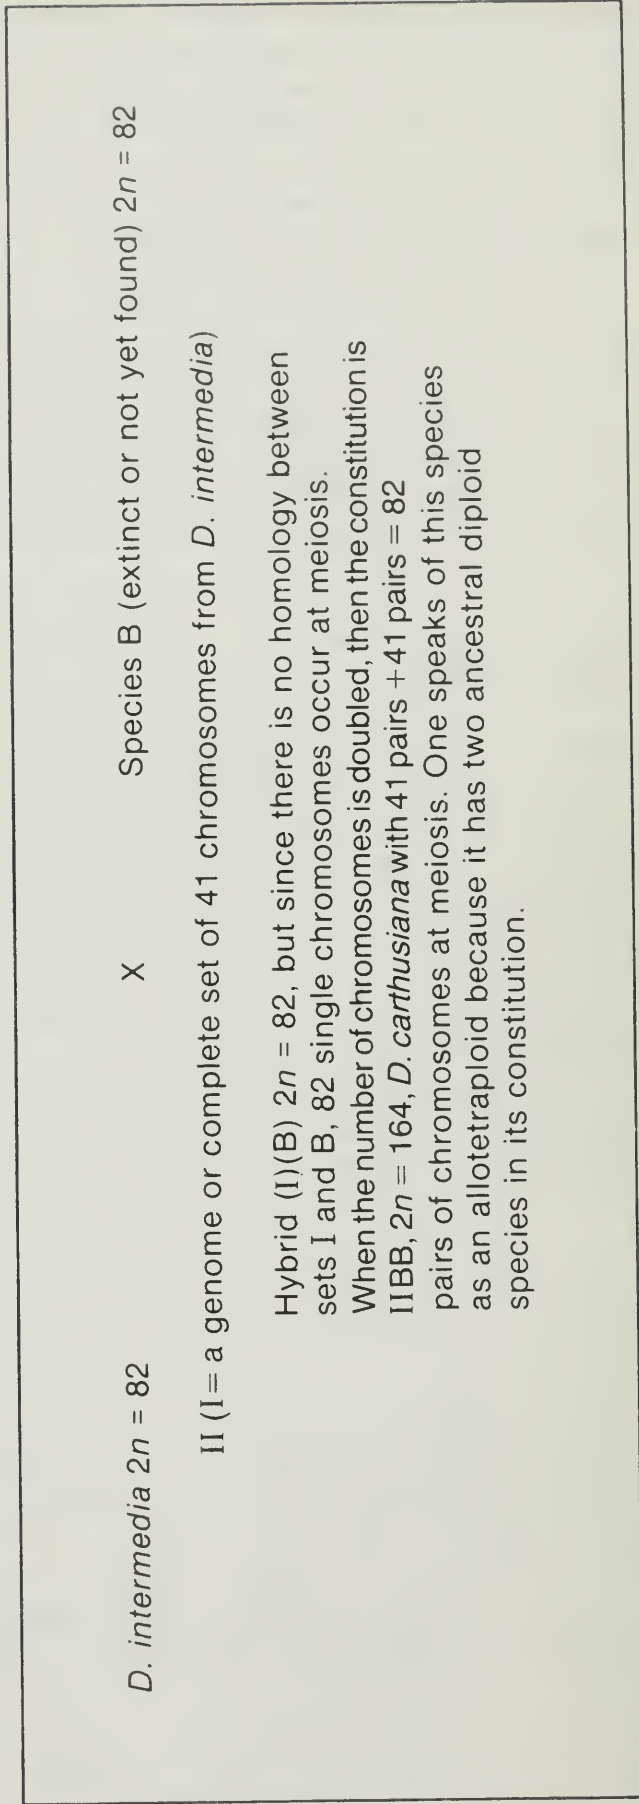 D. intermedia 2n = 82 X Species B (extinct or not yet found) 2n = 82
II (I = a genome or complete set of 41 chromosomes from D. intermedia)
Hybrid (I)(B) 2n = 82, but since there is no homology between
sets I and B, 82 single chromosomes occur at meiosis.
When the number of chromosomes is doubled, then the constitution is
IIBB, 2n = 164, D. carthusiana with 41 pairs + 41 pairs = 82
pairs of chromosomes at meiosis. One speaks of this species
as an allotetraploid because it has two ancestral diploid
species in its constitution.